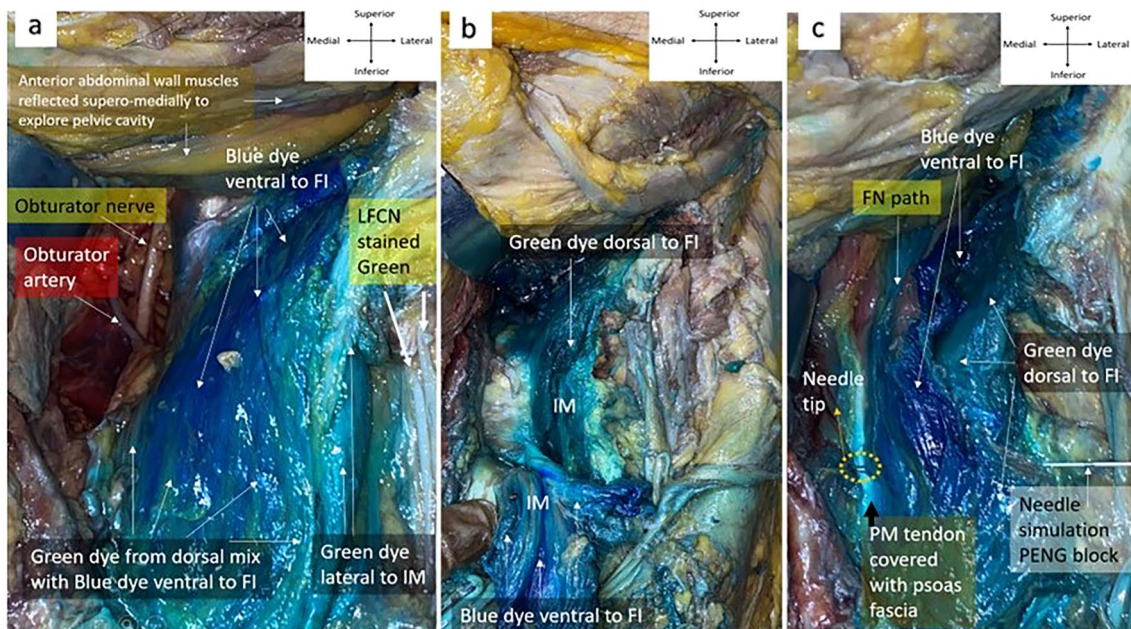 a
Superior
Medial
Lateral
Inferior
Anterior abdominal wall muscles
reflected supero-medially to
explore pelvic cavity
Blue dye
ventral to FI
Obturator nerve
Obturator
artery
LFCN
stained
Green
Green dye from dorsal mix
with Blue dye ventral to FI
Green dye
lateral to IM
b
Superior
Medial
Lateral
Inferior
Green dye dorsal to FI
IM
IM
Blue dye ventral to FI
c
Superior
Medial
Lateral
Inferior
Blue dye
ventral to FI
FN path
Green dye
dorsal to FI
Needle
tip
PM tendon
covered
with psoas
fascia
Needle
simulation
PENG block